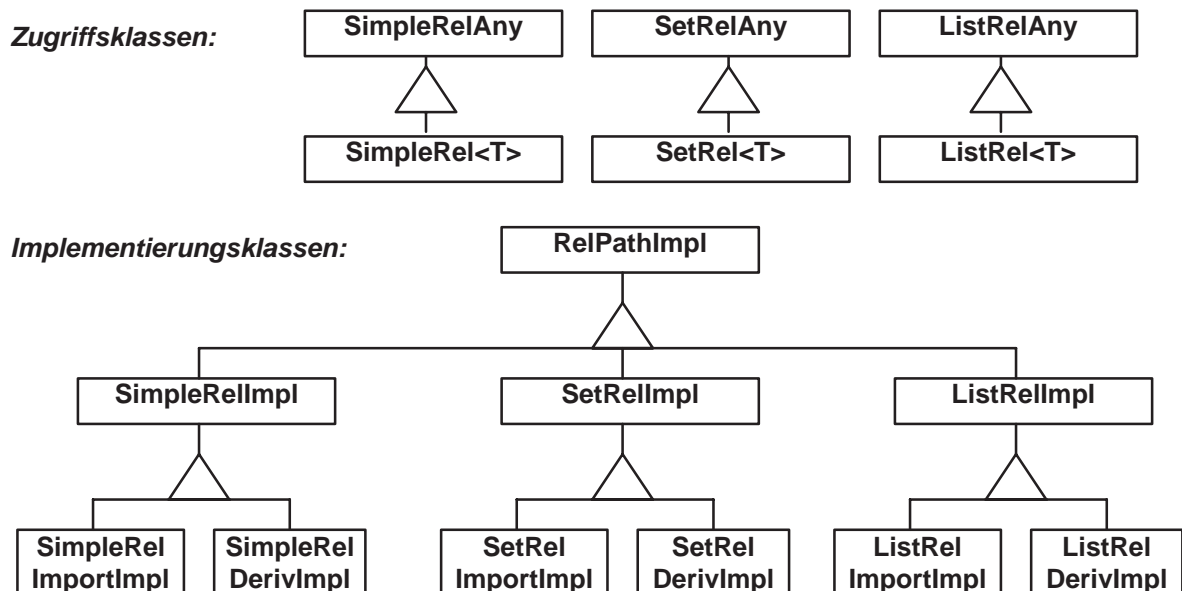 Zugriffsklassen:
SimpleRelAny
SetRelAny
ListRelAny
SimpleRel<T>
SetRel<T>
ListRel<T>
Implementierungsklassen:
RelPathImpl
SimpleRelImpl
SetRelImpl
ListRelImpl
SimpleRel
ImportImpl
SimpleRel
DerivImpl
SetRel
ImportImpl
SetRel
DerivImpl
ListRel
ImportImpl
ListRel
DerivImpl